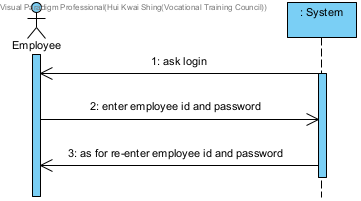 Visual Paradigm Professional(Hui Kwai Shing(Vocational Training Council))
: System
Employee
1: ask login
2: enter employee id and password
3: as for re-enter employee id and password